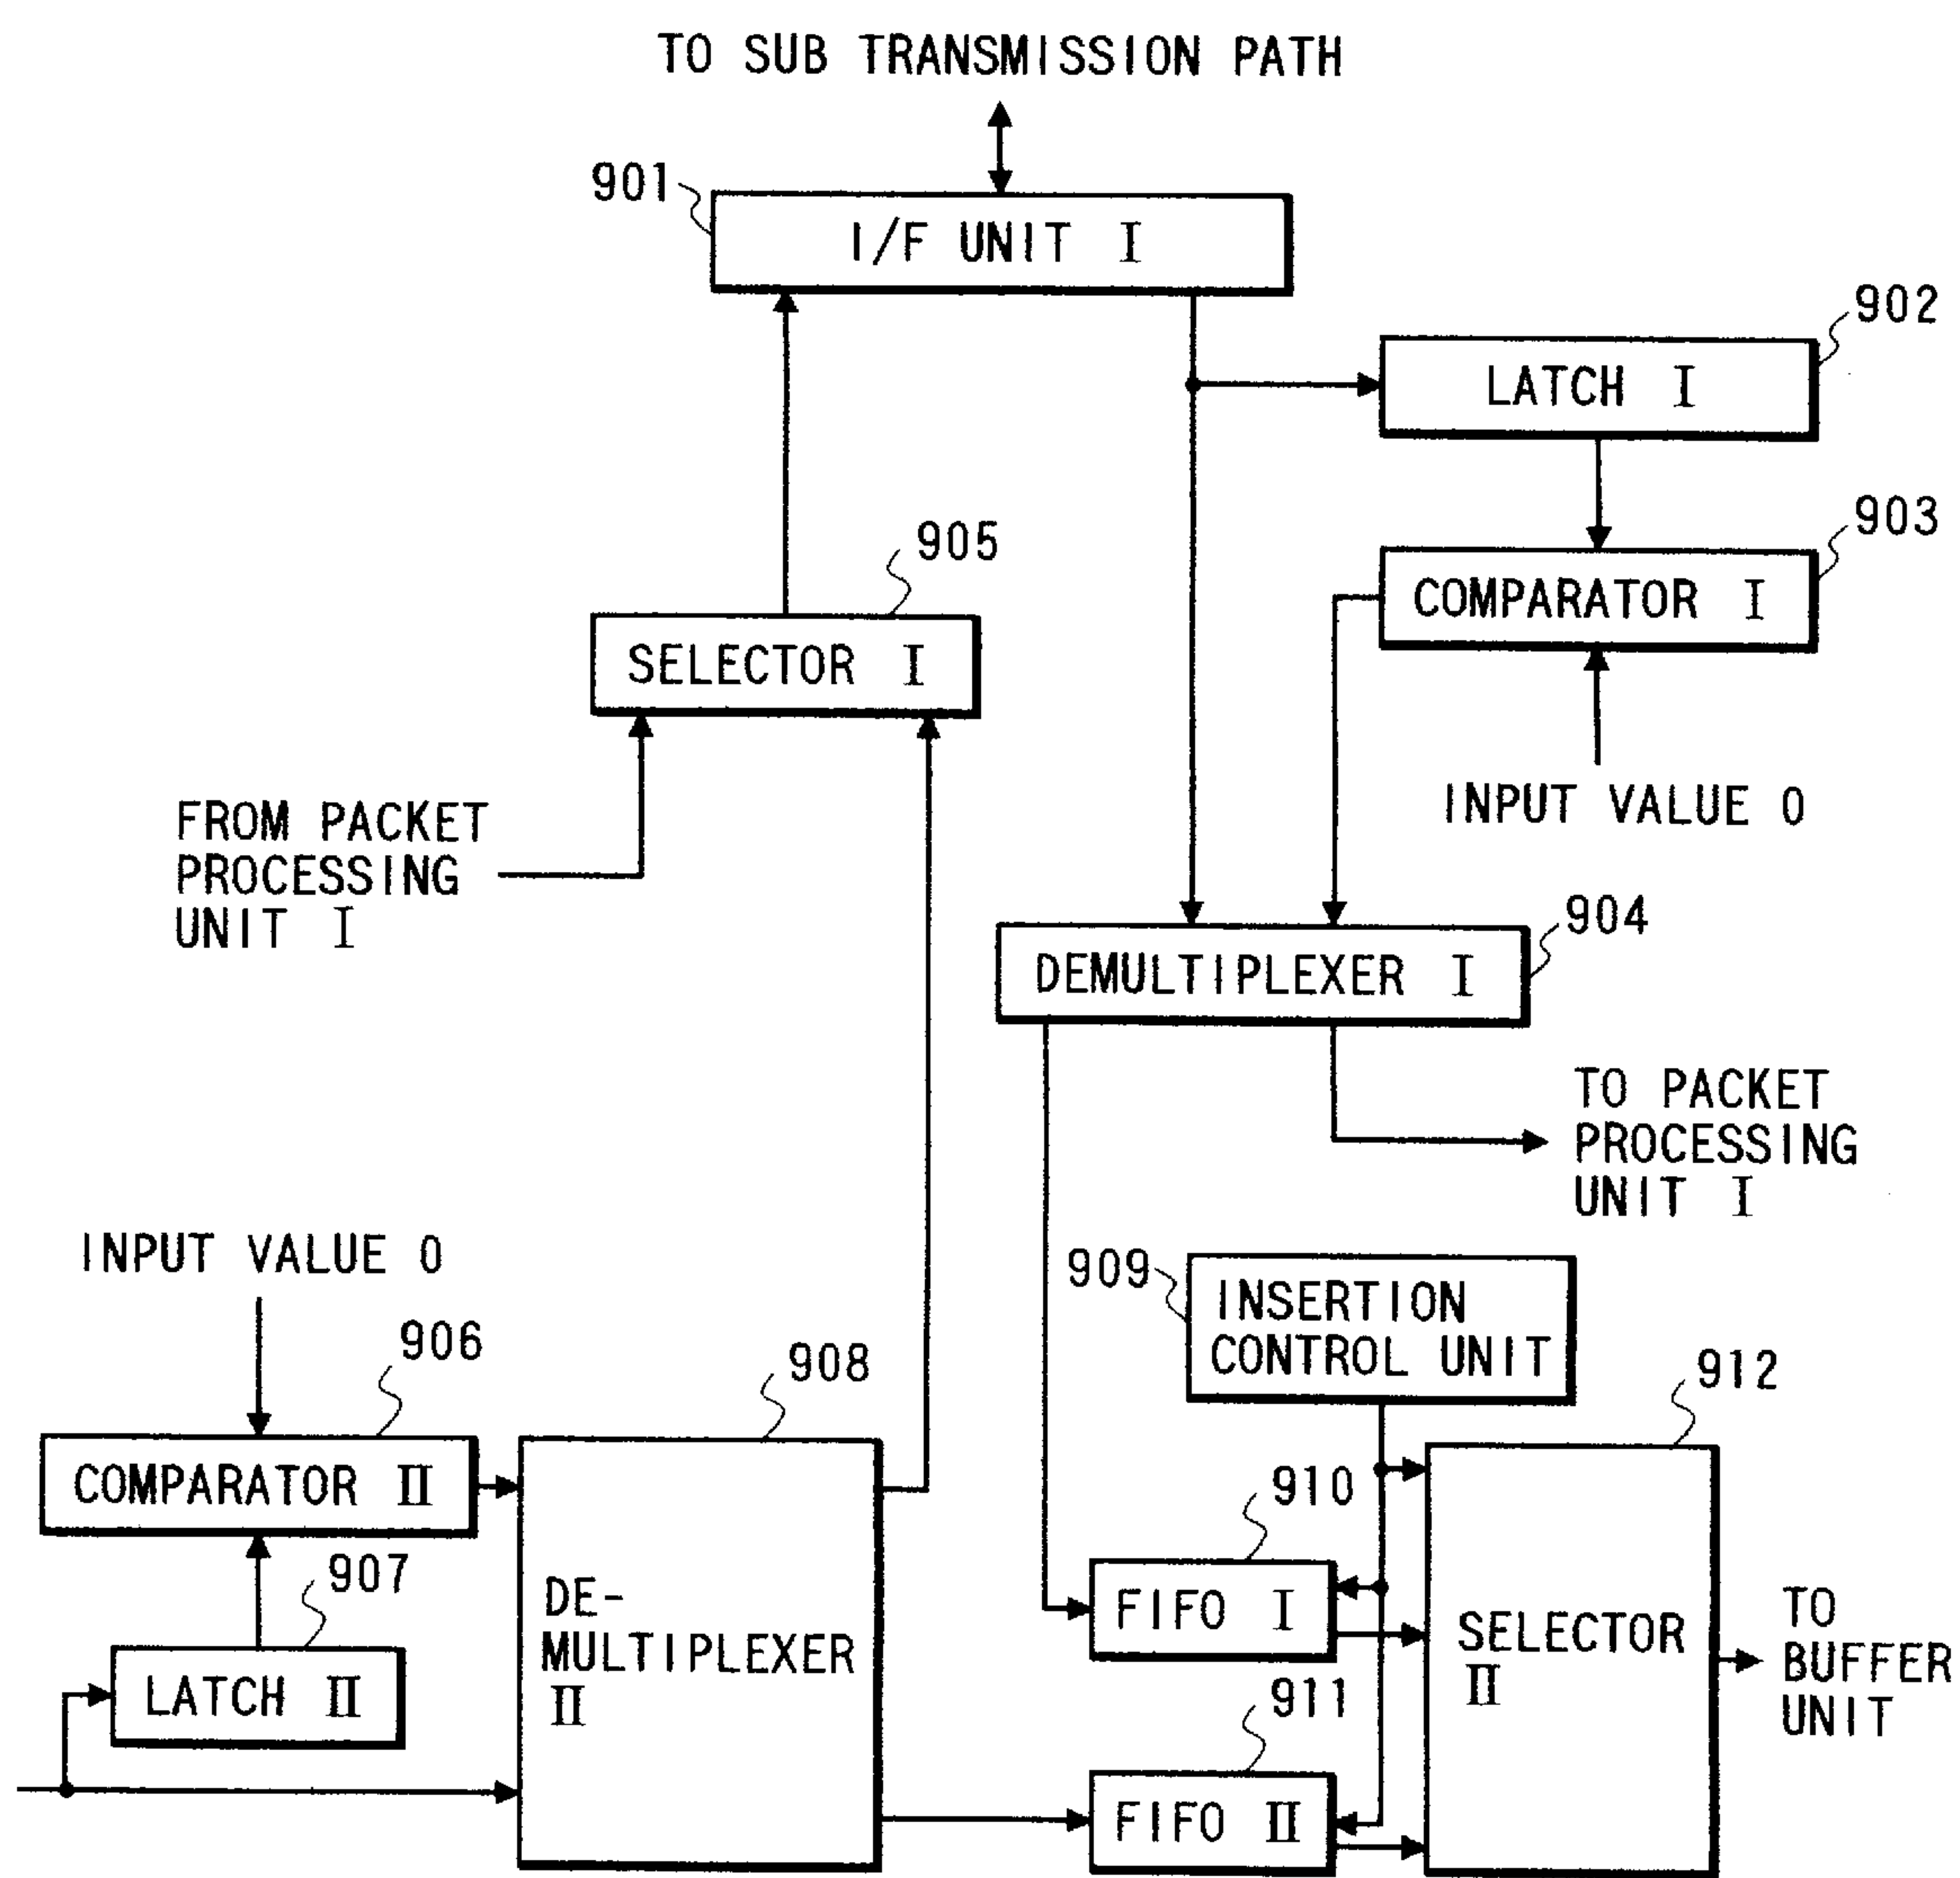 TO SUB TRANSMISSION PATH
901
I/F UNIT I
902
LATCH I
903
COMPARATOR I
INPUT VALUE 0
905
SELECTOR I
FROM PACKET
PROCESSING
UNIT I
904
DEMULTIPLEXER I
TO PACKET
PROCESSING
UNIT I
INPUT VALUE 0
906
COMPARATOR II
907
LATCH II
908
DE-
MULTIPLEXER
II
909
INSERTION
CONTROL UNIT
910
FIFO I
911
FIFO II
912
SELECTOR
II
TO
BUFFER
UNIT